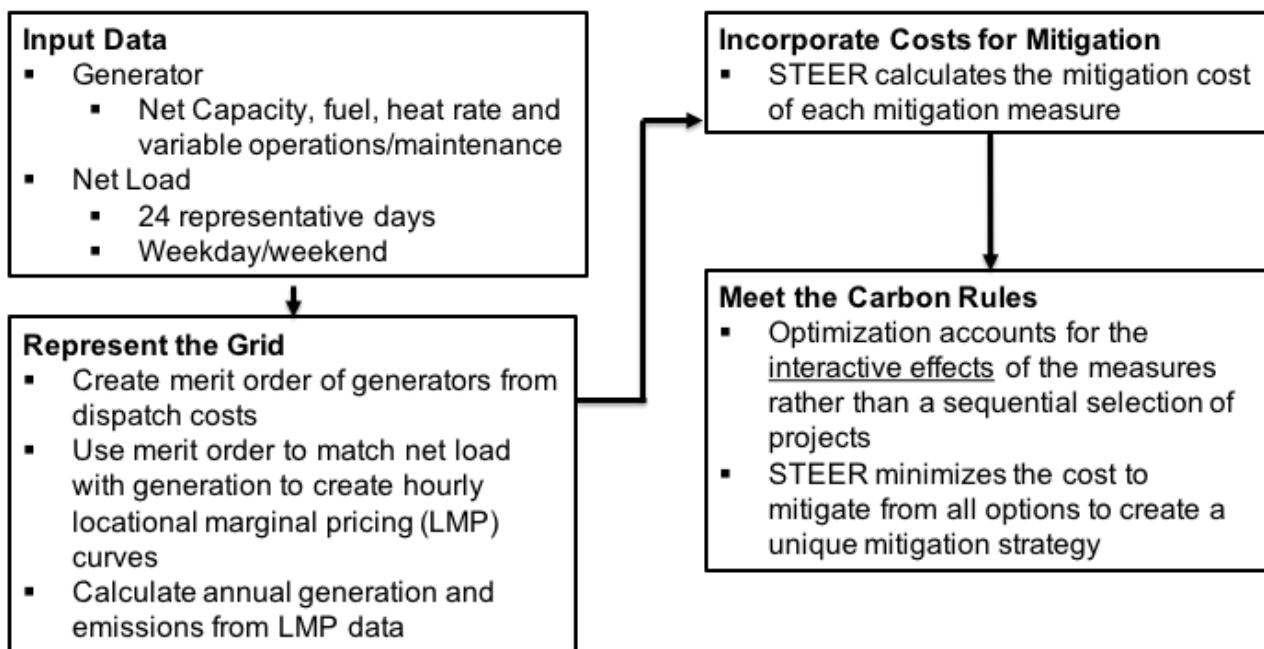 Input Data
▪ Generator
▪ Net Capacity, fuel, heat rate and
variable operations/maintenance
▪ Net Load
▪ 24 representative days
▪ Weekday/weekend
Represent the Grid
▪ Create merit order of generators from
dispatch costs
▪ Use merit order to match net load
with generation to create hourly
locational marginal pricing (LMP)
curves
▪ Calculate annual generation and
emissions from LMP data
Incorporate Costs for Mitigation
▪ STEER calculates the mitigation cost
of each mitigation measure
Meet the Carbon Rules
▪ Optimization accounts for the
interactive effects of the measures
rather than a sequential selection of
projects
▪ STEER minimizes the cost to
mitigate from all options to create a
unique mitigation strategy